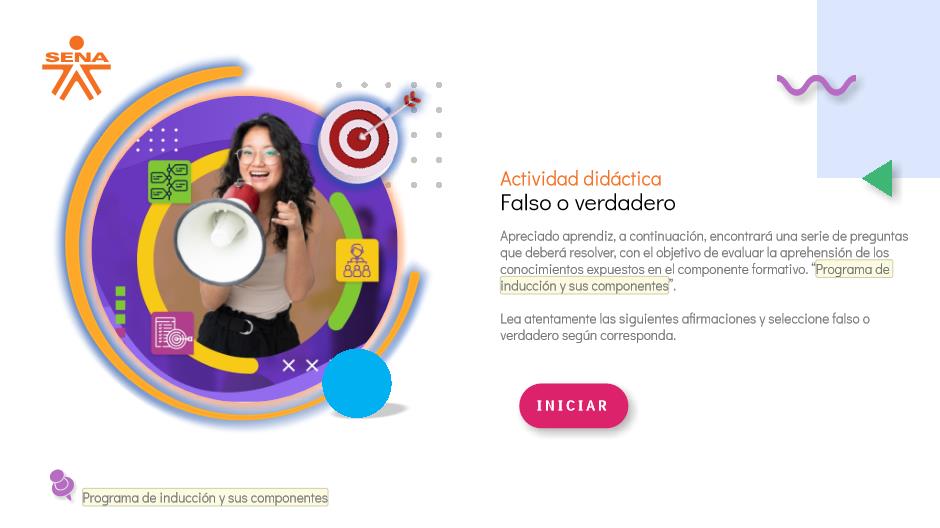 SENA
Actividad didáctica
Falso o verdadero
Apreciado aprendiz, a continuación, encontrará una serie de preguntas
que deberá resolver, con el objetivo de evaluar la aprehensión de los
conocimientos expuestos en el componente formativo. “Programa de
inducción y sus componentes”.
Lea atentamente las siguientes afirmaciones y seleccione falso o
verdadero según corresponda.
INICIAR
Programa de inducción y sus componentes